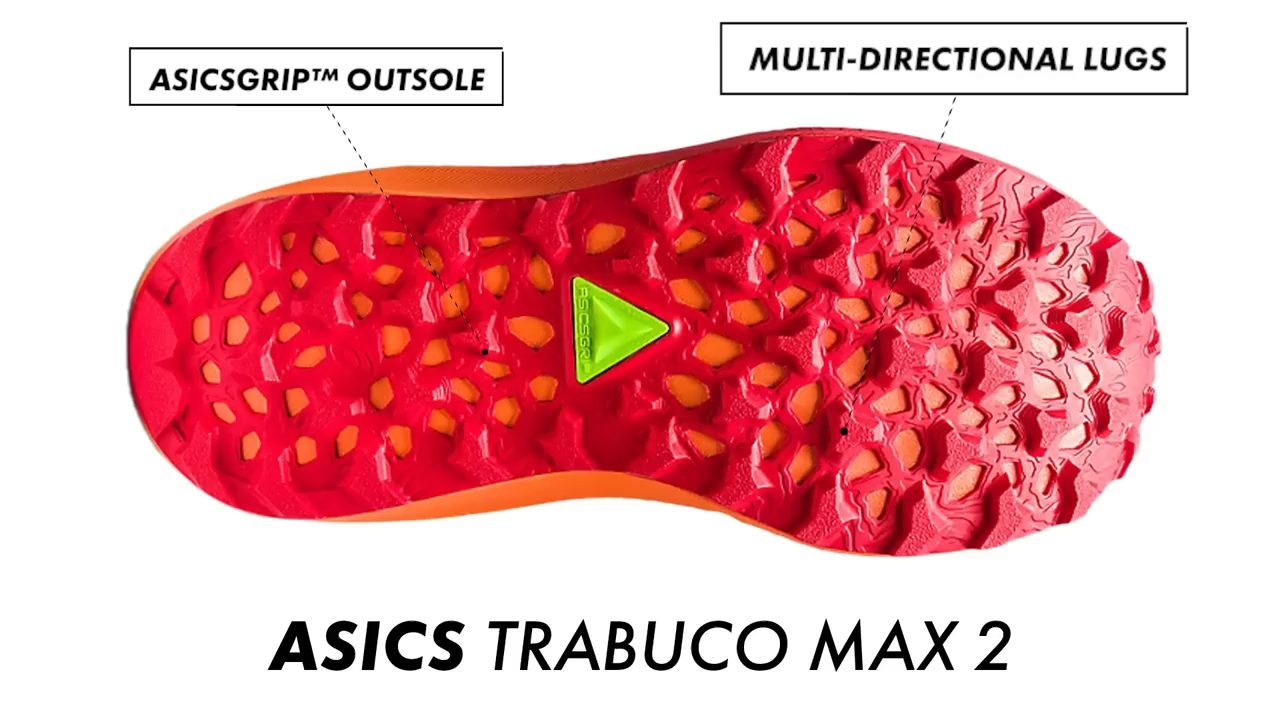 ASICSGRIP™ OUTSOLE
MULTI-DIRECTIONAL LUGS
ASICSGRIP
ASICS TRABUCO MAX 2